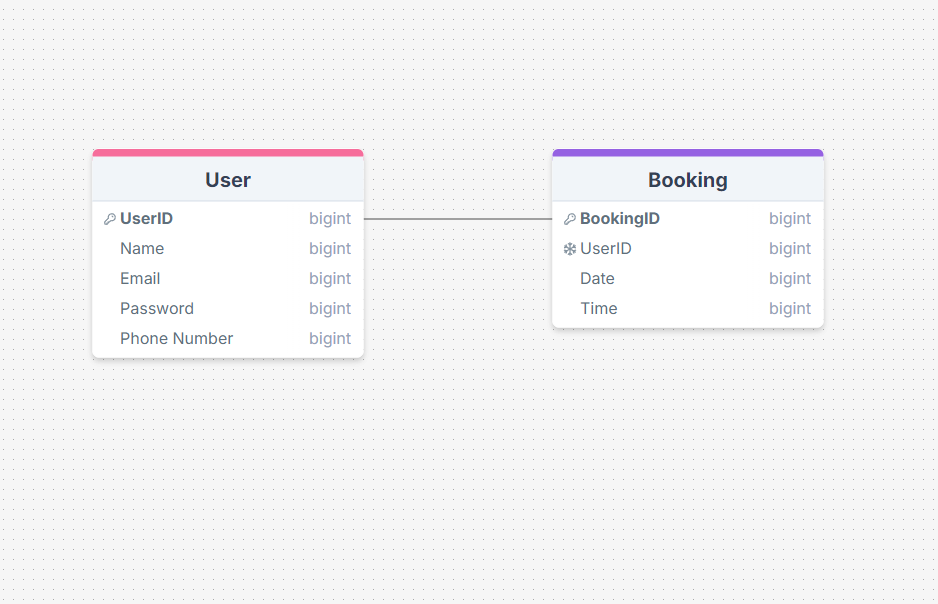 User
UserID bigint
Name bigint
Email bigint
Password bigint
Phone Number bigint
Booking
BookingID bigint
UserID bigint
Date bigint
Time bigint